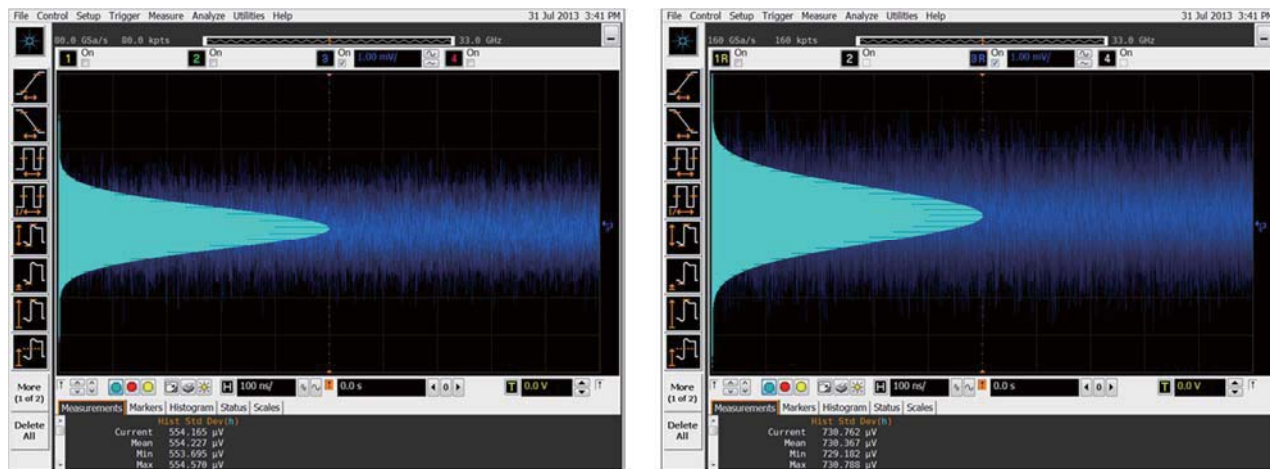 File Control Setup Trigger Measure Analyze Utilities Help 31 Jul 2013 3:41 PM
80.0 GSa/s 80.0 kpts 33.0 GHz
1 On 2 On 3 On 1.00 mV/ 4 On
More
(1 of 2)
Delete
All
H 100 ns/ T 0.0 s 0 T 0.0 V
Measurements Markers Histogram Status Scales
Hist Std Dev(h)
Current 554.165 µV
Mean 554.227 µV
Min 553.695 µV
Max 554.570 µV
File Control Setup Trigger Measure Analyze Utilities Help 31 Jul 2013 3:41 PM
160 GSa/s 160 kpts 33.0 GHz
1R On 2 3R On 1.00 mV/ 4
More
(1 of 2)
Delete
All
H 100 ns/ T 0.0 s 0 T 0.0 V
Measurements Markers Histogram Status Scales
Hist Std Dev(h)
Current 730.762 µV
Mean 730.367 µV
Min 729.182 µV
Max 730.788 µV